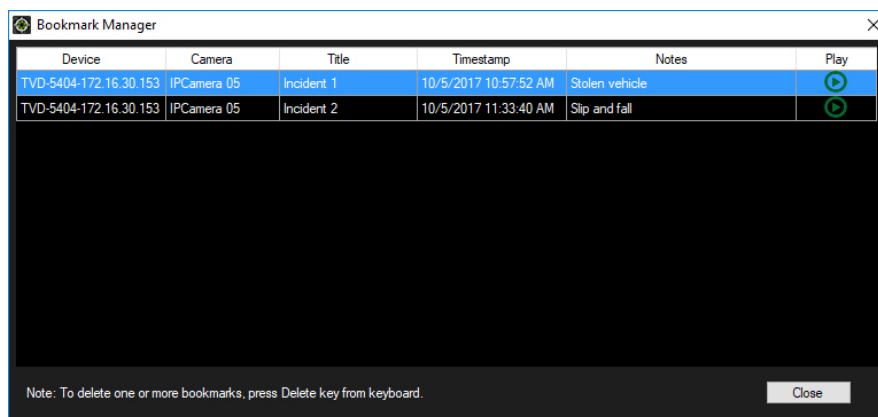 Bookmark Manager
Device Camera Title Timestamp Notes Play
TVD-5404-172.16.30.153 IPCamera 05 Incident 1 10/5/2017 10:57:52 AM Stolen vehicle
TVD-5404-172.16.30.153 IPCamera 05 Incident 2 10/5/2017 11:33:40 AM Slip and fall
Note: To delete one or more bookmarks, press Delete key from keyboard.
Close